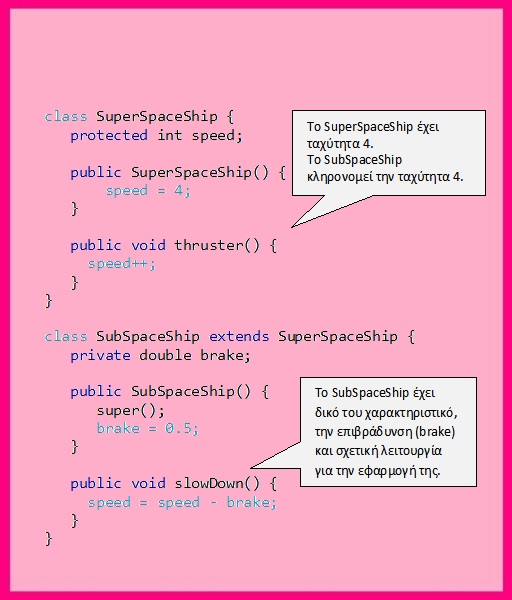 class SuperSpaceShip {
protected int speed;
public SuperSpaceShip() {
speed = 4;
}
public void thruster() {
speed++;
}
}
Το SuperSpaceShip έχει
ταχύτητα 4.
Το SubSpaceShip
κληρονομεί την ταχύτητα 4.
class SubSpaceShip extends SuperSpaceShip {
private double brake;
public SubSpaceShip() {
super();
brake = 0.5;
}
public void slowDown() {
speed = speed - brake;
}
}
Το SubSpaceShip έχει
δικό του χαρακτηριστικό,
την επιβράδυνση (brake)
και σχετική λειτουργία
για την εφαρμογή της.